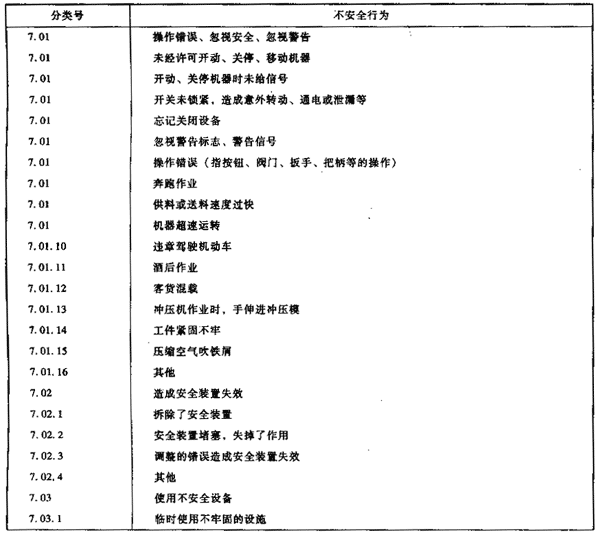 分类号 不安全行为
7.01 操作错误、忽视安全、忽视警告
7.01 未经许可开动、关停、移动机器
7.01 开动、关停机器时未给信号
7.01 开关未锁紧，造成意外转动、通电或泄漏等
7.01 忘记关闭设备
7.01 忽视警告标志、警告信号
7.01 操作错误（指按钮、阀门、扳手、把柄等的操作）
7.01 奔跑作业
7.01 供料或送料速度过快
7.01 机器超速运转
7.01.10 违章驾驶机动车
7.01.11 酒后作业
7.01.12 客货混载
7.01.13 冲压机作业时，手伸进冲压模
7.01.14 工件紧固不牢
7.01.15 压缩空气吹铁屑
7.01.16 其他
7.02 造成安全装置失效
7.02.1 拆除了安全装置
7.02.2 安全装置堵塞，失掉了作用
7.02.3 调整的错误造成安全装置失效
7.02.4 其他
7.03 使用不安全设备
7.03.1 临时使用不牢固的设施